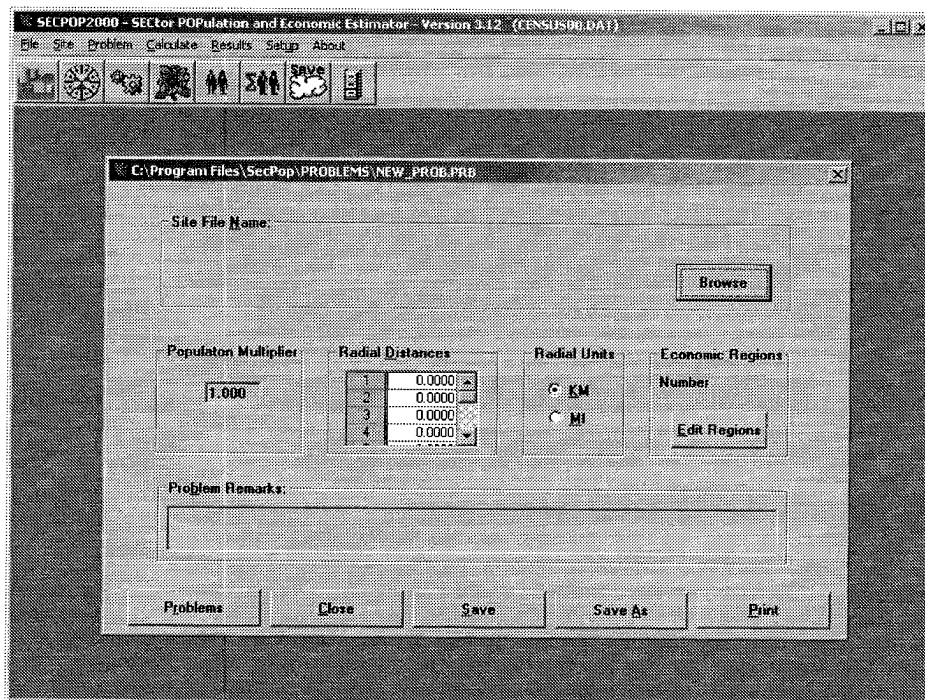 SECPOP2000 - SECtor POPulation and Economic Estimator - Version 3.12 (CENSUS00.DAT)
File Site Problem Calculate Results Setup About
Save
Σ
C:\Program Files\SecPop\PROBLEMS\NEW_PROB.PRB
Site File Name:
Browse
Populaton Multiplier
Radial Distances
Radial Units
Economic Regions
1.000
1 0.0000
2 0.0000
3 0.0000
4 0.0000
KM
MI
Number
Edit Regions
Problem Remarks:
Problems
Close
Save
Save As
Print